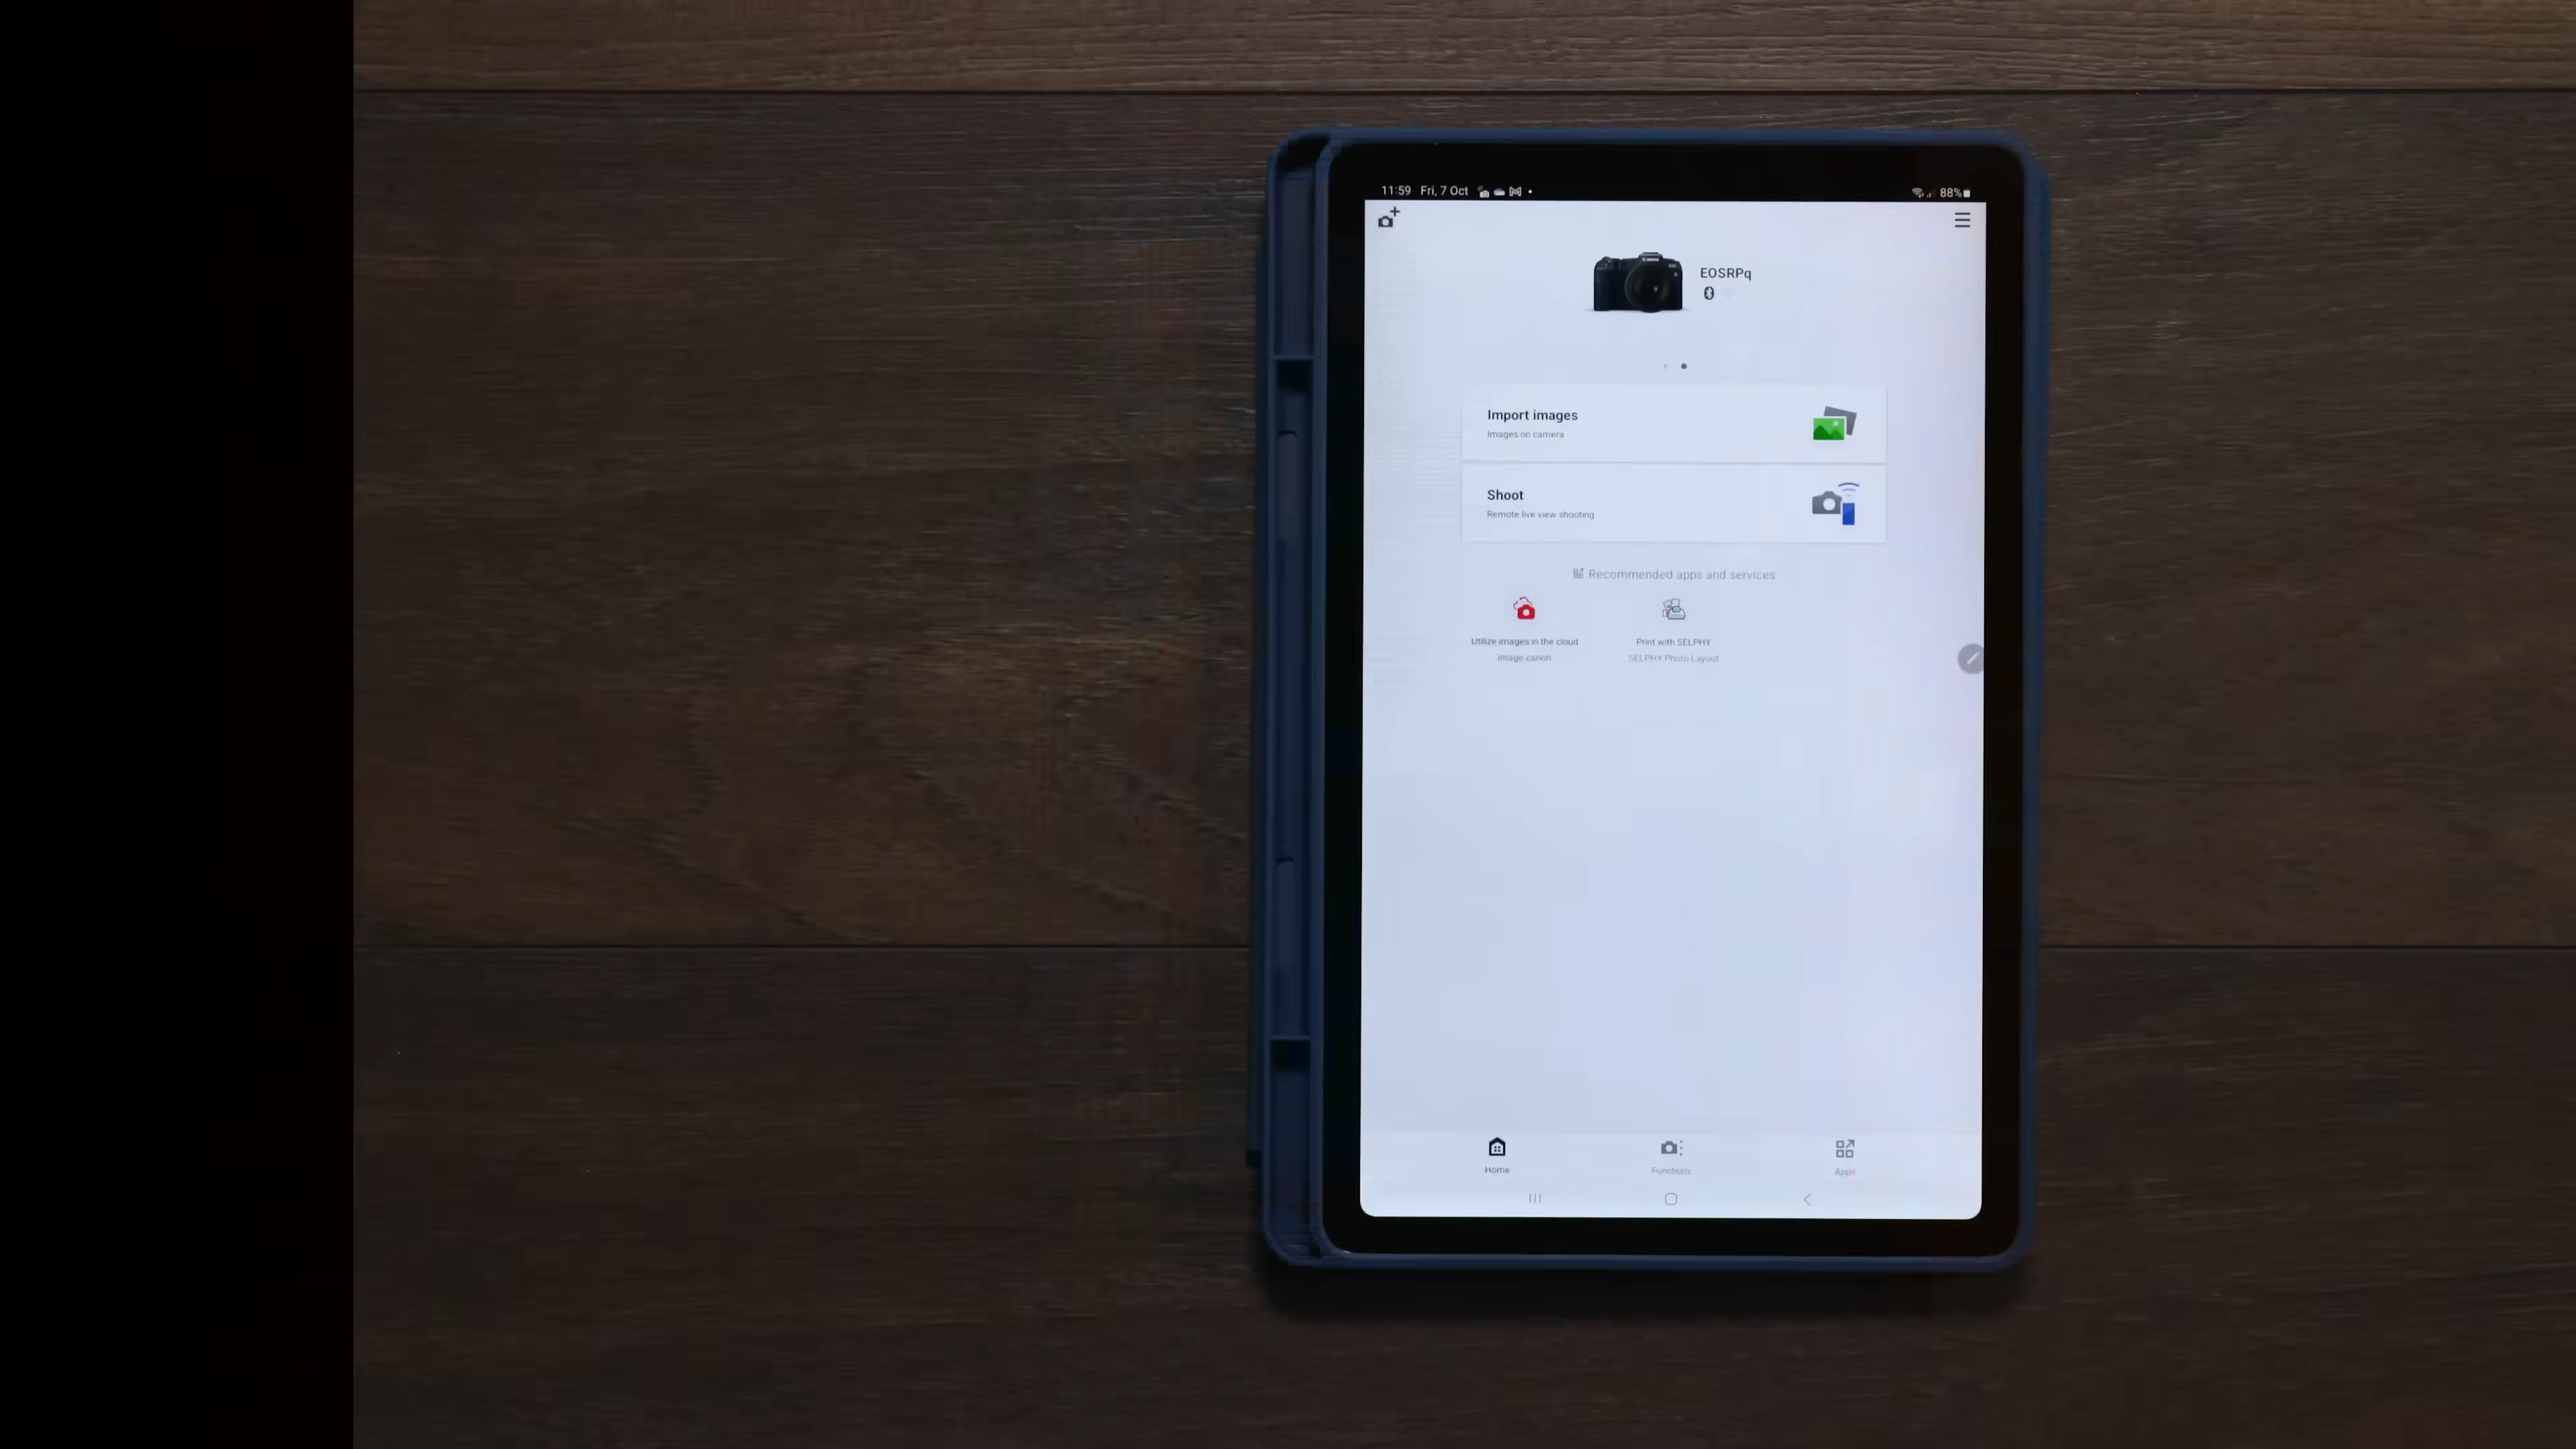 11:59 Fri, 7 Oct 88%
EOSRPq
Import images
Images on camera
Shoot
Remote live view shooting
Recommended apps and services
Utilize images in the cloud
image.canon
Print with SELPHY
SELPHY Photo Layout
Home
Functions
Apps